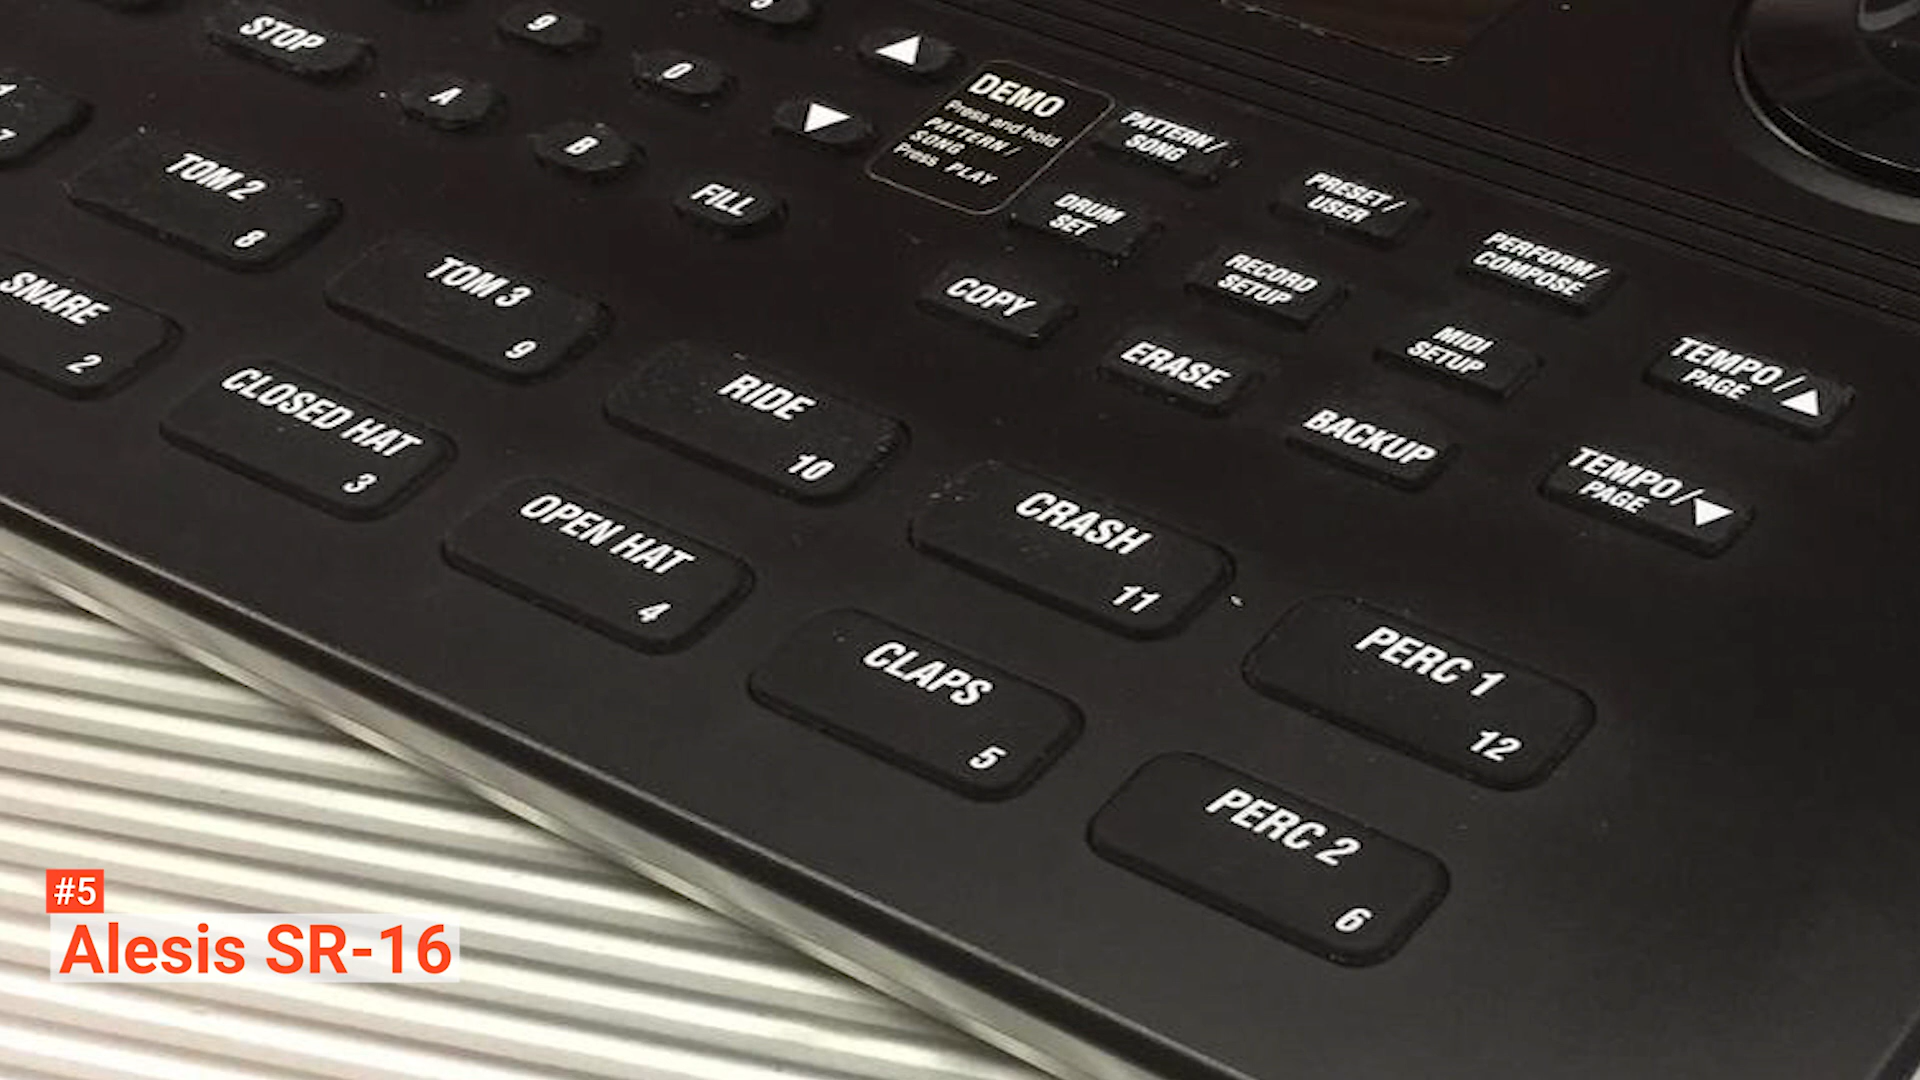 STOP
9
0
A
B
FILL
▲
▼
DEMO
Press and hold
PATTERN /
SONG
Press PLAY
PATTERN /
SONG
PRESET /
USER
PERFORM /
COMPOSE
DRUM
SET
RECORD
SETUP
MIDI
SETUP
TEMPO / ▲
PAGE
COPY
ERASE
BACKUP
TEMPO / ▼
PAGE
TOM 2
8
TOM 3
9
RIDE
10
CRASH
11
PERC 1
12
SNARE
2
CLOSED HAT
3
OPEN HAT
4
CLAPS
5
PERC 2
6
#5
Alesis SR-16